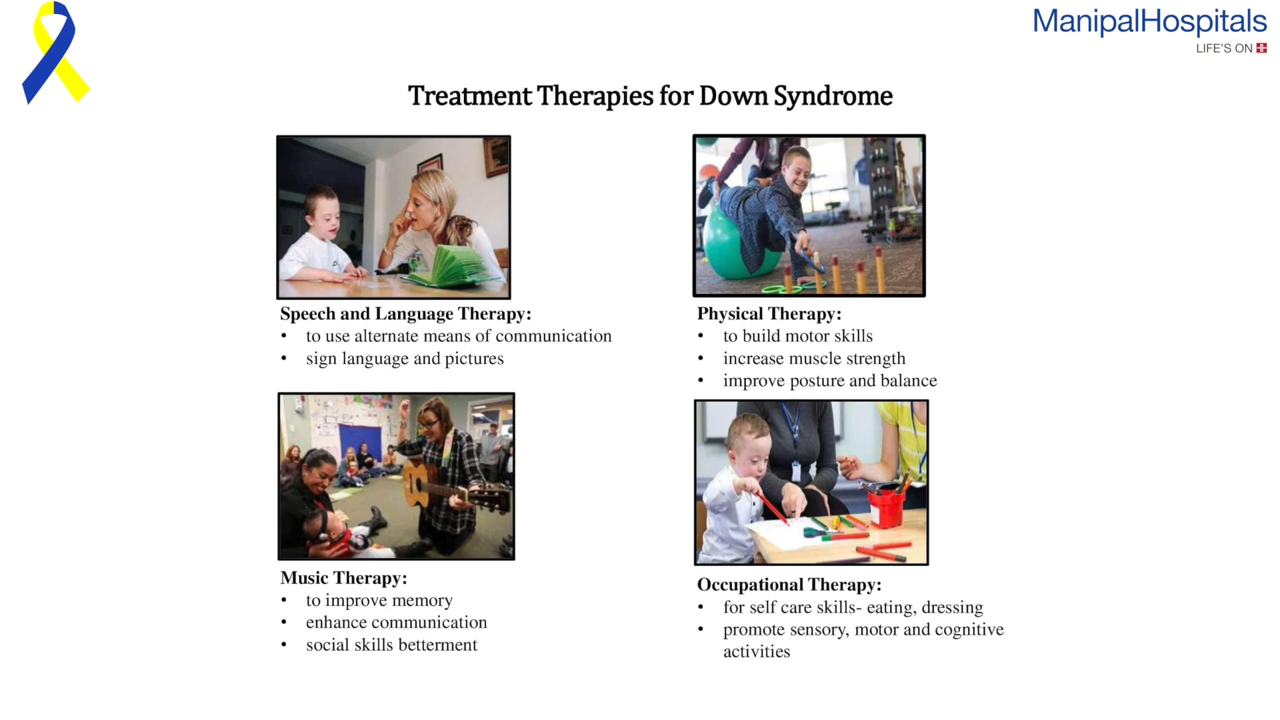 ManipalHospitals
LIFE'S ON
Treatment Therapies for Down Syndrome
Speech and Language Therapy:
• to use alternate means of communication
• sign language and pictures
Physical Therapy:
• to build motor skills
• increase muscle strength
• improve posture and balance
Music Therapy:
• to improve memory
• enhance communication
• social skills betterment
Occupational Therapy:
• for self care skills- eating, dressing
• promote sensory, motor and cognitive
activities